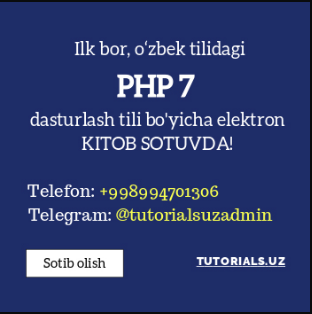 Ilk bor, o‘zbek tilidagi
PHP 7
dasturlash tili bo'yicha elektron
KITOB SOTUVDA!
Telefon: +998994701306
Telegram: @tutorialsuzadmin
Sotib olish
TUTORIALS.UZ